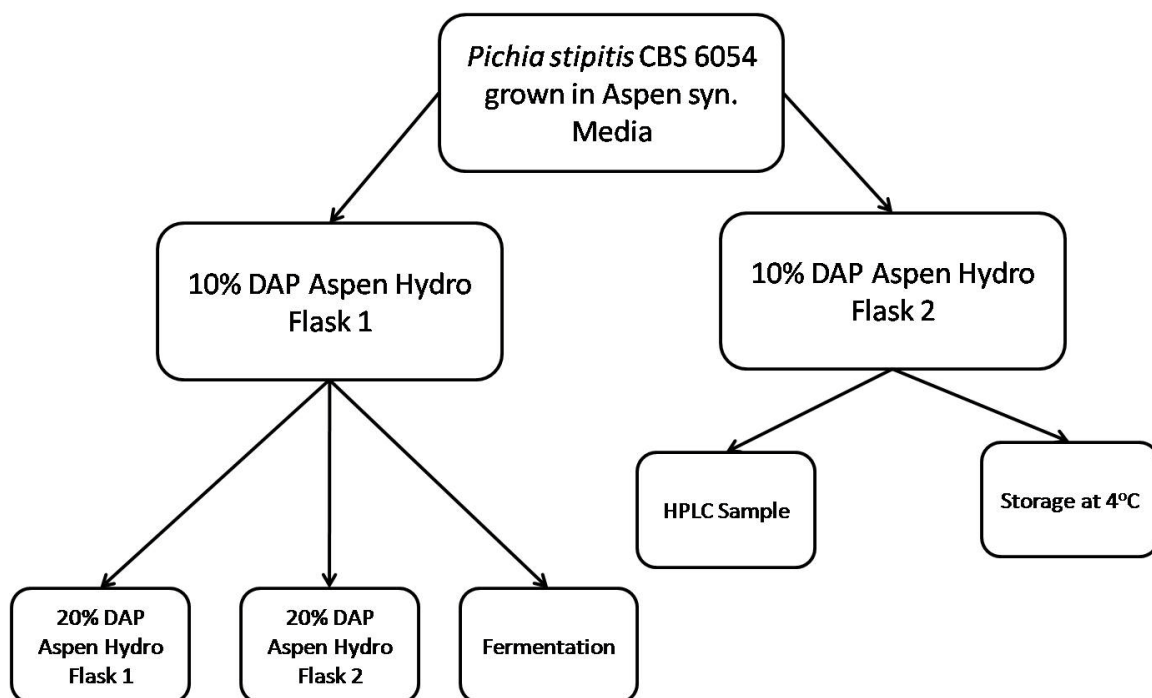 Pichia stipitis CBS 6054
grown in Aspen syn.
Media
10% DAP Aspen Hydro
Flask 1
10% DAP Aspen Hydro
Flask 2
HPLC Sample
Storage at 4°C
20% DAP
Aspen Hydro
Flask 1
20% DAP
Aspen Hydro
Flask 2
Fermentation